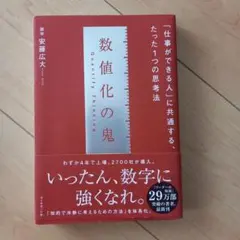 「仕事ができる人」に共通する、
たった1つの思考法
安藤広大
数値化の鬼
Quantify Thinking
わずか4年で上場、2700社が導入。
いったん、数字に
強くなれ。
29万部